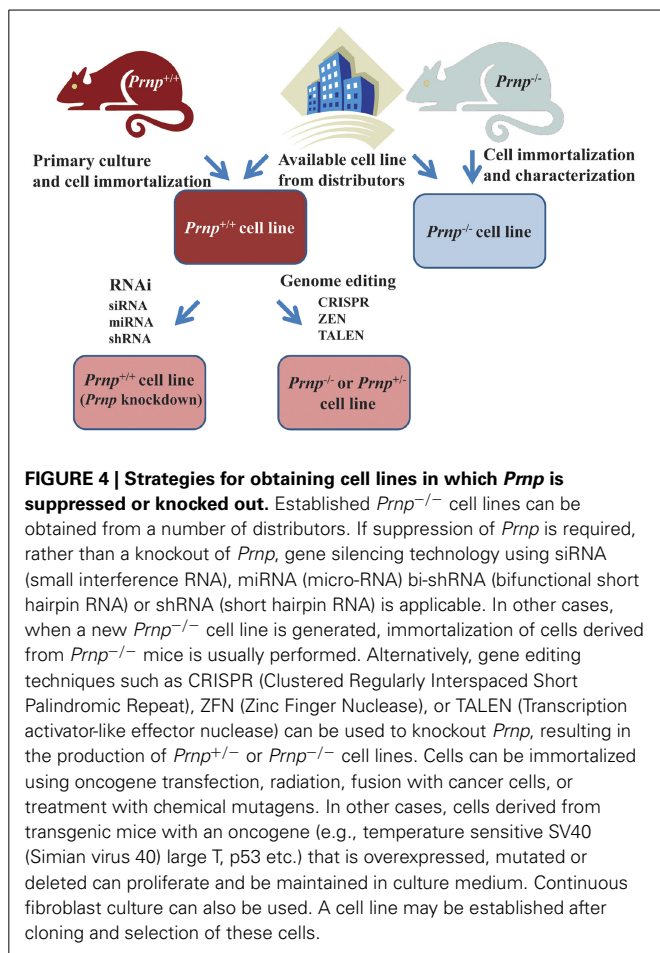 Prnp+/+
Prnp-/-
Primary culture
and cell immortalization
Available cell line
from distributors
Cell immortalization
and characterization
Prnp+/+ cell line
Prnp-/- cell line
RNAi
siRNA
miRNA
shRNA
Genome editing
CRISPR
ZEN
TALEN
Prnp+/+ cell line
(Prnp knockdown)
Prnp-/- or Prnp+/-
cell line
FIGURE 4 | Strategies for obtaining cell lines in which Prnp is
suppressed or knocked out. Established Prnp−/− cell lines can be
obtained from a number of distributors. If suppression of Prnp is required,
rather than a knockout of Prnp, gene silencing technology using siRNA
(small interference RNA), miRNA (micro-RNA) bi-shRNA (bifunctional short
hairpin RNA) or shRNA (short hairpin RNA) is applicable. In other cases,
when a new Prnp−/− cell line is generated, immortalization of cells derived
from Prnp−/− mice is usually performed. Alternatively, gene editing
techniques such as CRISPR (Clustered Regularly Interspaced Short
Palindromic Repeat), ZFN (Zinc Finger Nuclease), or TALEN (Transcription
activator-like effector nuclease) can be used to knockout Prnp, resulting in
the production of Prnp+/− or Prnp−/− cell lines. Cells can be immortalized
using oncogene transfection, radiation, fusion with cancer cells, or
treatment with chemical mutagens. In other cases, cells derived from
transgenic mice with an oncogene (e.g., temperature sensitive SV40
(Simian virus 40) large T, p53 etc.) that is overexpressed, mutated or
deleted can proliferate and be maintained in culture medium. Continuous
fibroblast culture can also be used. A cell line may be established after
cloning and selection of these cells.